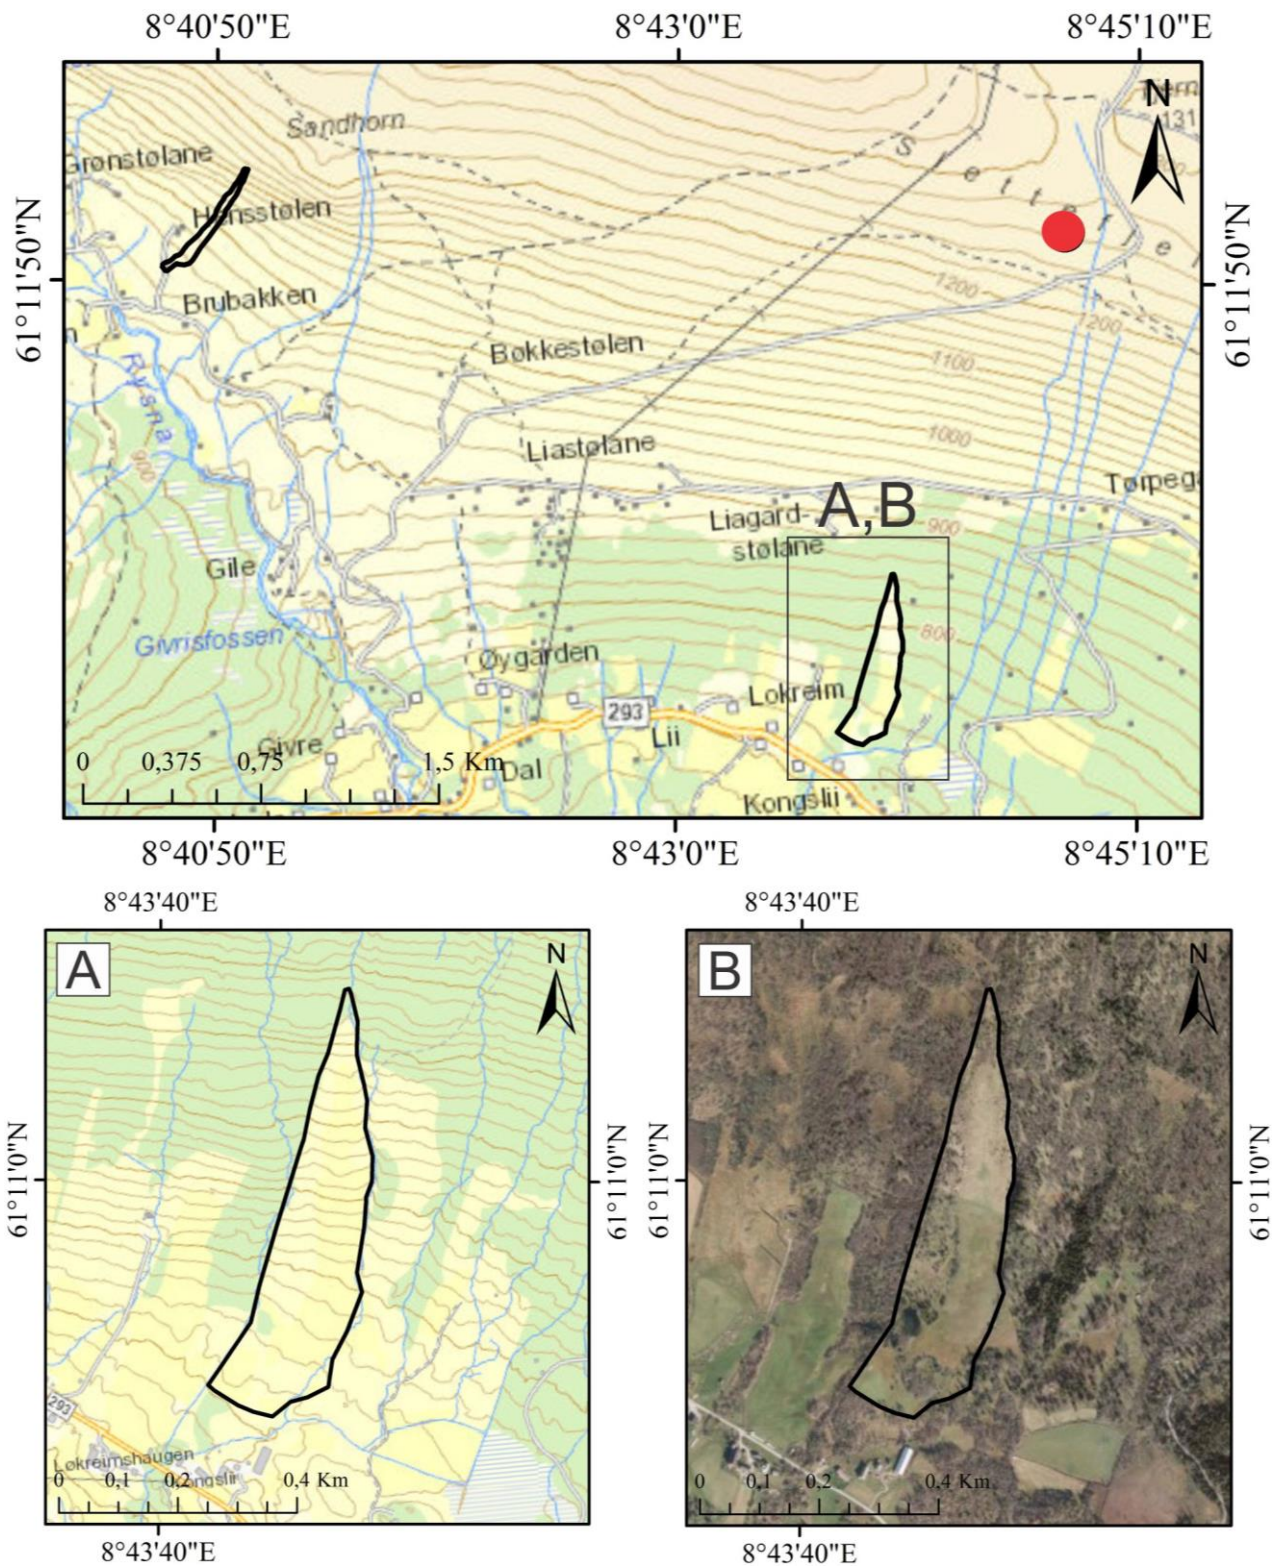 8°40'50"E
8°43'0"E
8°45'10"E
N
131
Sandhorn
Grønstølane
Settefjel
Hensstølen
61°11'50"N
61°11'50"N
Brubakken
1200
1200
Bøkkestølen
1100
Rysna
1000
Liastølane
900
A,B
Liagard-
stølane
900
Gile
800
Givrisfossen
Øygarden
Lokreim
293
Lii
Givre
0 0,375 0,75 1,5 Km
Dal
Kongslii
8°40'50"E
8°43'0"E
8°45'10"E
8°43'40"E
A
N
61°11'0"N
61°11'0"N
293
Løkreimshaugen
0 0,1 0,2 0,4 Km
8°43'40"E
8°43'40"E
B
N
61°11'0"N
61°11'0"N
0 0,1 0,2 0,4 Km
8°43'40"E